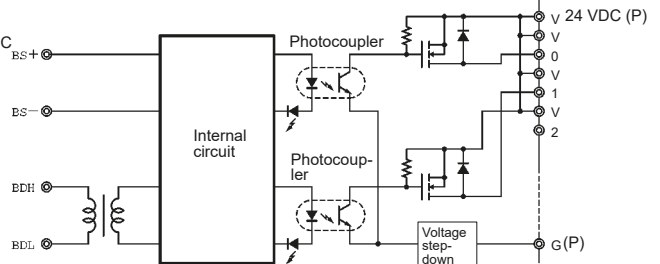 V 24 VDC (P)
C
BS+
Photocoupler
V
0
V
1
BS−
V
2
Internal
circuit
Photocoup-
ler
BDH
BDL
Voltage
step-
down
G (P)